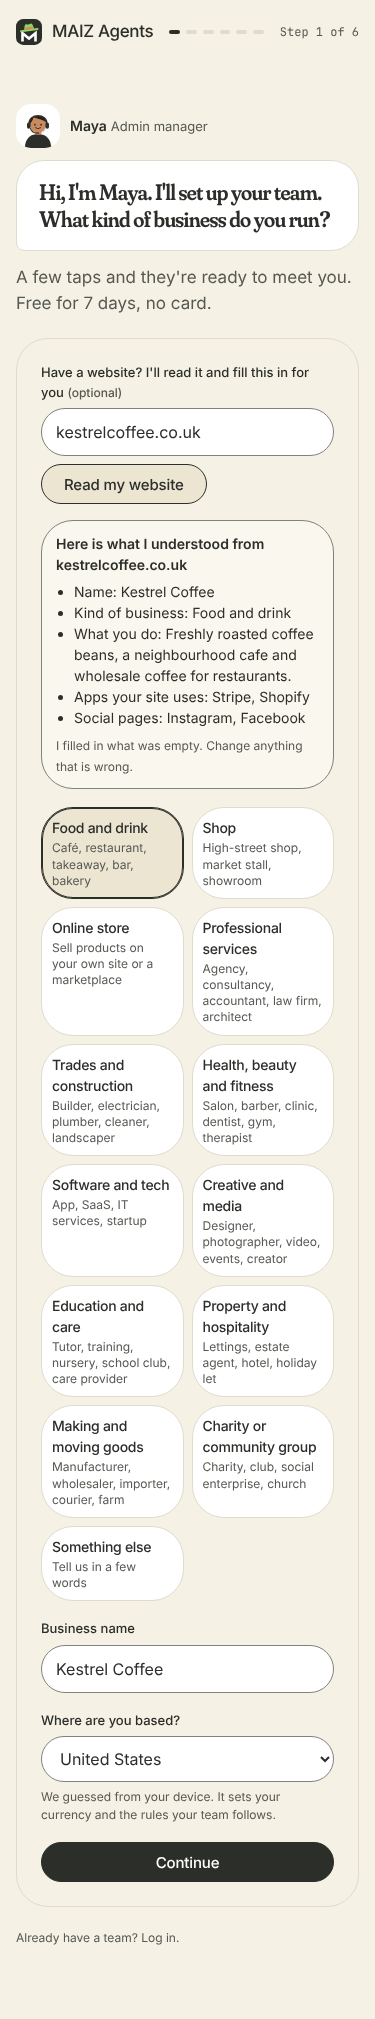 MAIZ Agents
Step 1 of 6
Maya Admin manager
Hi, I'm Maya. I'll set up your team.
What kind of business do you run?
A few taps and they're ready to meet you.
Free for 7 days, no card.
Have a website? I'll read it and fill this in for
you (optional)
kestrelcoffee.co.uk
Read my website
Here is what I understood from
kestrelcoffee.co.uk
• Name: Kestrel Coffee
• Kind of business: Food and drink
• What you do: Freshly roasted coffee
beans, a neighbourhood cafe and
wholesale coffee for restaurants.
• Apps your site uses: Stripe, Shopify
• Social pages: Instagram, Facebook
I filled in what was empty. Change anything
that is wrong.
Food and drink
Café, restaurant,
takeaway, bar,
bakery
Shop
High-street shop,
market stall,
showroom
Online store
Sell products on
your own site or a
marketplace
Professional
services
Agency,
consultancy,
accountant, law firm,
architect
Trades and
construction
Builder, electrician,
plumber, cleaner,
landscaper
Health, beauty
and fitness
Salon, barber, clinic,
dentist, gym,
therapist
Software and tech
App, SaaS, IT
services, startup
Creative and
media
Designer,
photographer, video,
events, creator
Education and
care
Tutor, training,
nursery, school club,
care provider
Property and
hospitality
Lettings, estate
agent, hotel, holiday
let
Making and
moving goods
Manufacturer,
wholesaler, importer,
courier, farm
Charity or
community group
Charity, club, social
enterprise, church
Something else
Tell us in a few
words
Business name
Kestrel Coffee
Where are you based?
United States
We guessed from your device. It sets your
currency and the rules your team follows.
Continue
Already have a team? Log in.